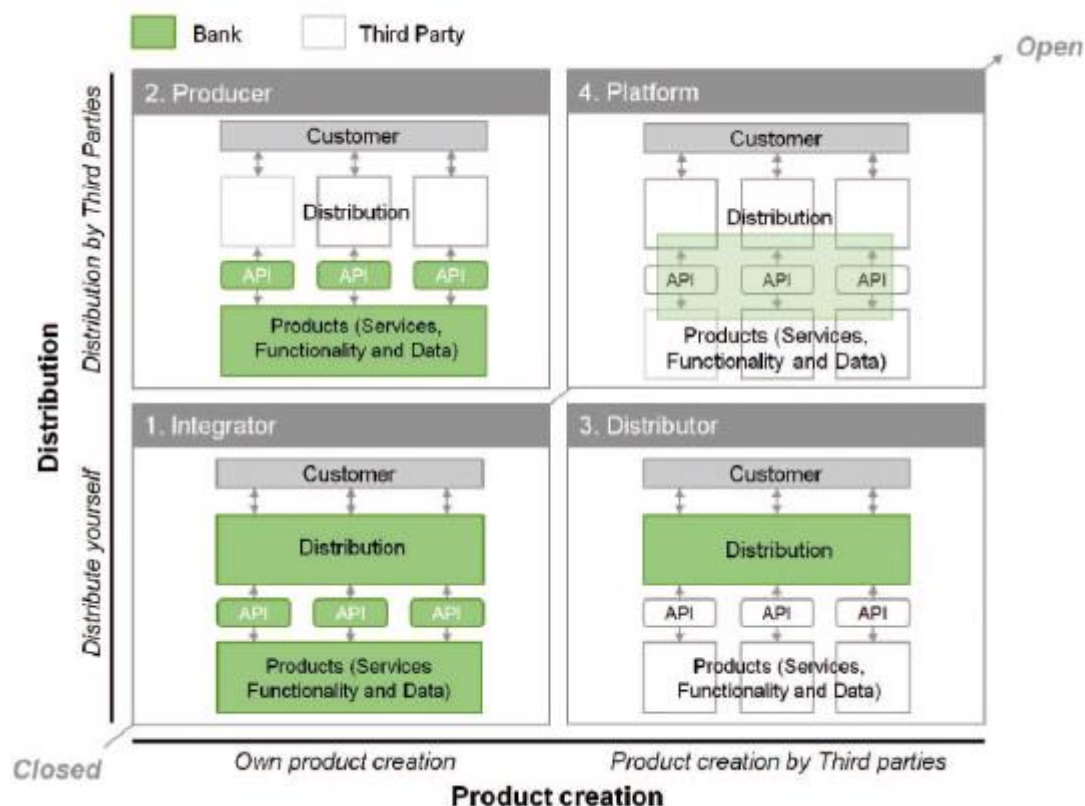 Bank
Third Party
Open
2. Producer
Customer
Distribution
API
API
API
Products (Services,
Functionality and Data)
4. Platform
Customer
Distribution
API
API
API
Products (Services,
Functionality and Data)
1. Integrator
Customer
Distribution
API
API
API
Products (Services
Functionality and Data)
3. Distributor
Customer
Distribution
API
API
API
Products (Services,
Functionality and Data)
Distribution
Distribution by Third Parties
Distribute yourself
Closed
Own product creation
Product creation by Third parties
Product creation